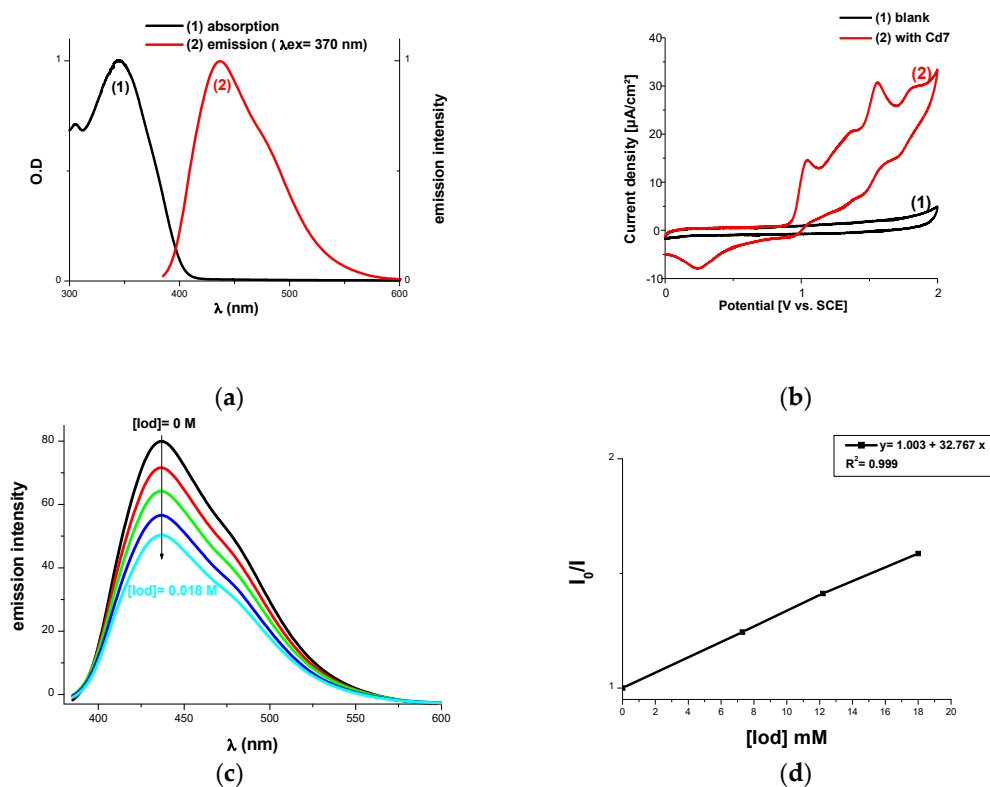 (1) absorption
(2) emission ( λex= 370 nm)
1
1
(1)
(2)
O.D
emission intensity
0
0
300
400
500
600
λ (nm)
(a)
(1) blank
(2) with Cd7
40
30
20
10
0
-10
(2)
(1)
Current density [µA/cm²]
0
1
2
Potential [V vs. SCE]
(b)
[Iod]= 0 M
80
60
40
20
0
emission intensity
[Iod]= 0.018 M
400
450
500
550
600
λ (nm)
(c)
y= 1.003 + 32.767 x
R²= 0.999
2
1
I₀/I
0
2
4
6
8
10
12
14
16
18
20
[Iod] mM
(d)